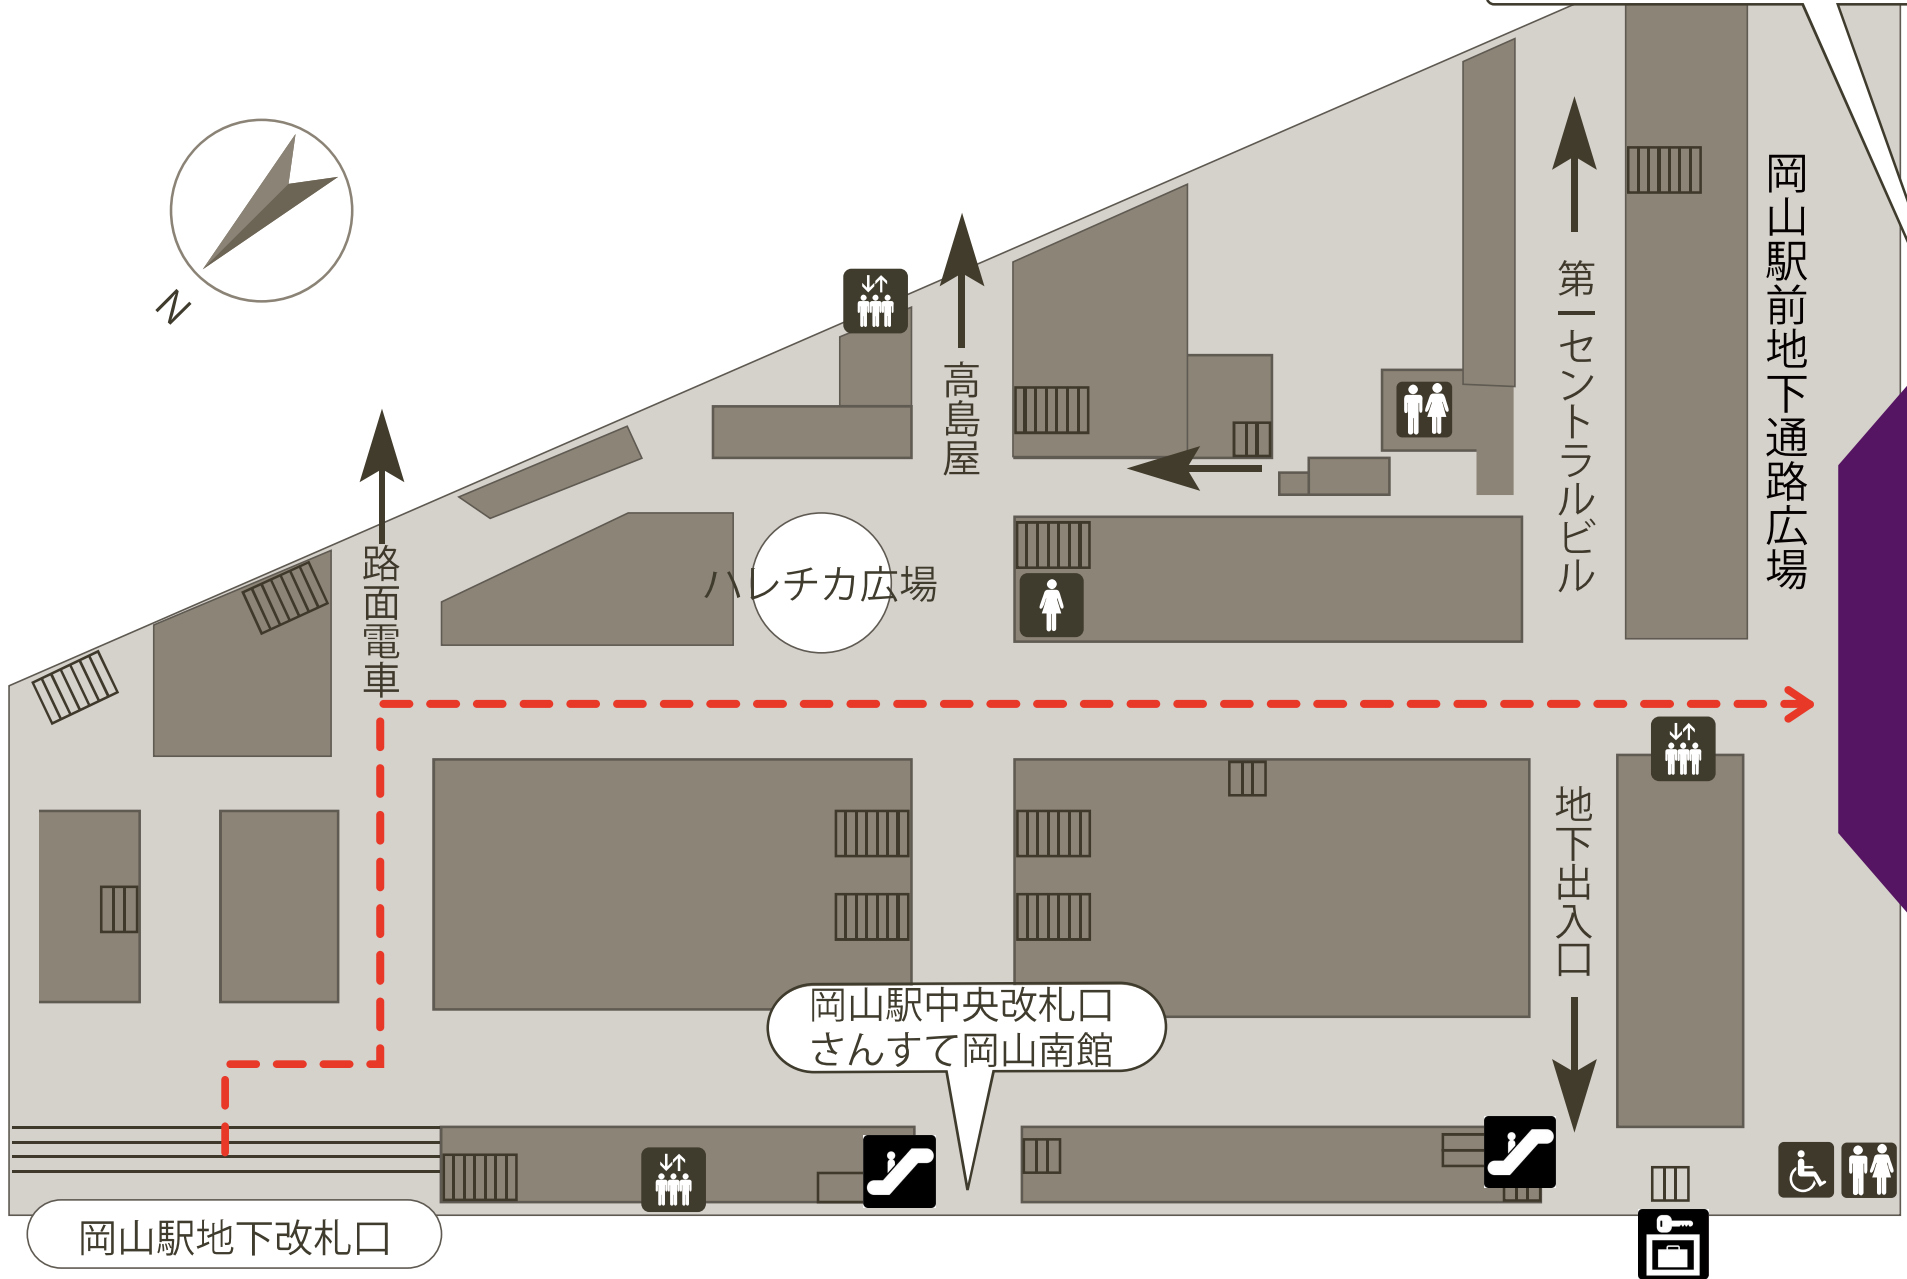 N
路面電車
高島屋
第一セントラルビル
岡山駅前地下通路広場
ハレチカ広場
地下出入口
岡山駅中央改札口
さんすて岡山南館
岡山駅地下改札口